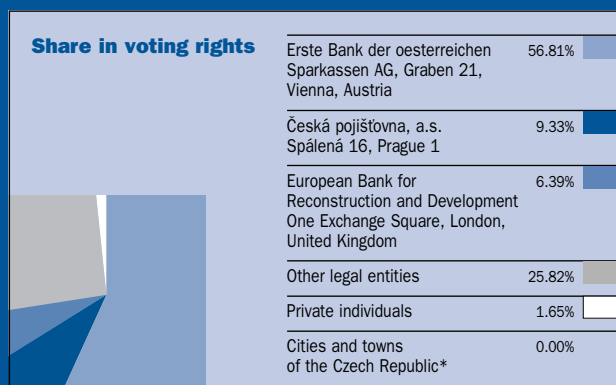 Share in voting rights
Erste Bank der oesterreichen 56.81%
Sparkassen AG, Graben 21,
Vienna, Austria
Česká pojišťovna, a.s. 9.33%
Spálená 16, Prague 1
European Bank for 6.39%
Reconstruction and Development
One Exchange Square, London,
United Kingdom
Other legal entities 25.82%
Private individuals 1.65%
Cities and towns 0.00%
of the Czech Republic*